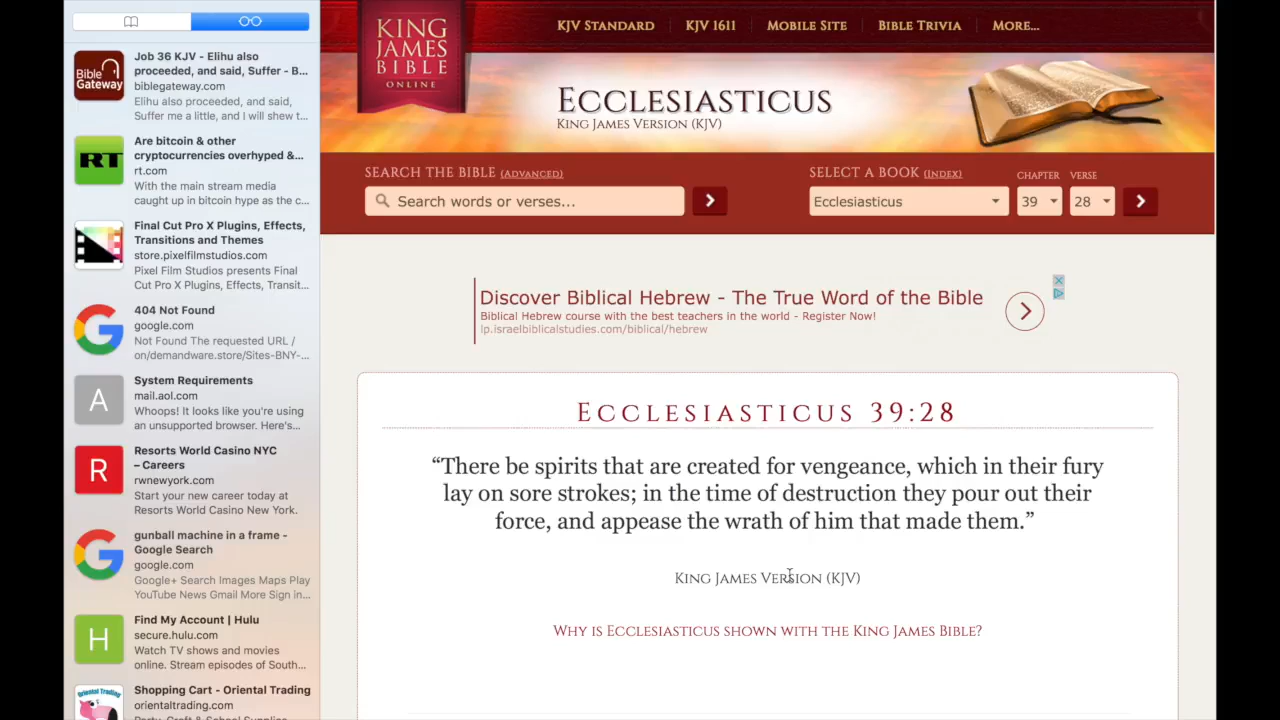 Job 36 KJV - Elihu also
proceeded, and said, Suffer - B...
biblegateway.com
Elihu also proceeded, and said,
Suffer me a little, and I will shew t...
Bible
Gateway
Are bitcoin & other
cryptocurrencies overhyped &...
rt.com
With the main stream media
caught up in bitcoin hype as the c...
RT
Final Cut Pro X Plugins, Effects,
Transitions and Themes
store.pixelfilmstudios.com
Pixel Film Studios presents Final
Cut Pro X Plugins, Effects, Transit...
404 Not Found
google.com
Not Found The requested URL /
on/demandware.store/Sites-BNY-...
G
System Requirements
mail.aol.com
Whoops! It looks like you're using
an unsupported browser. Here's...
A
Resorts World Casino NYC
– Careers
rwnewyork.com
Start your new career today at
Resorts World Casino New York.
R
gunball machine in a frame -
Google Search
google.com
Google+ Search Images Maps Play
YouTube News Gmail More Sign in...
G
Find My Account | Hulu
secure.hulu.com
Watch TV shows and movies
online. Stream episodes of South...
H
Shopping Cart - Oriental Trading
orientaltrading.com
Party, Craft & School Supplies
Oriental Trading
KING
JAMES
BIBLE
ONLINE
KJV STANDARD KJV 1611 MOBILE SITE BIBLE TRIVIA MORE...
ECCLESIASTICUS
KING JAMES VERSION (KJV)
SEARCH THE BIBLE (ADVANCED)
Search words or verses...
SELECT A BOOK (INDEX) CHAPTER VERSE
Ecclesiasticus 39 28
Discover Biblical Hebrew - The True Word of the Bible
Biblical Hebrew course with the best teachers in the world - Register Now!
lp.israelbiblicalstudies.com/biblical/hebrew
ECCLESIASTICUS 39:28
“There be spirits that are created for vengeance, which in their fury
lay on sore strokes; in the time of destruction they pour out their
force, and appease the wrath of him that made them.”
KING JAMES VERSION (KJV)
WHY IS ECCLESIASTICUS SHOWN WITH THE KING JAMES BIBLE?